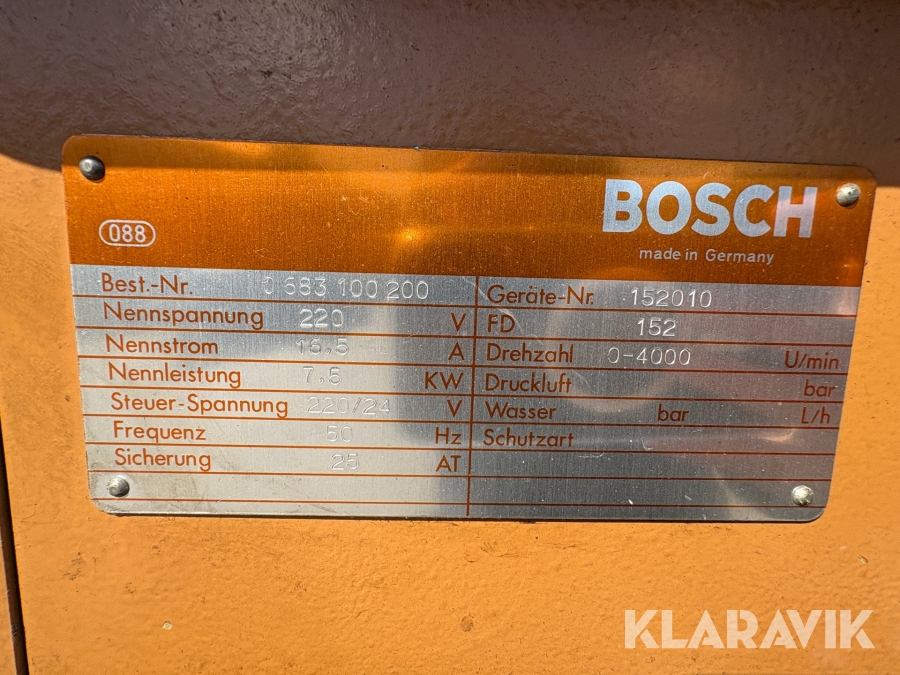 BOSCH
088
made in Germany
Best.-Nr. 0 683 100 200
Nennspannung 220 V
Nennstrom 16,5 A
Nennleistung 7,5 KW
Steuer-Spannung 220/24 V
Frequenz 50 Hz
Sicherung 25 AT
Geräte-Nr. 152010
FD 152
Drehzahl 0-4000 U/min
Druckluft bar
Wasser bar L/h
Schutzart
KLARAVIK